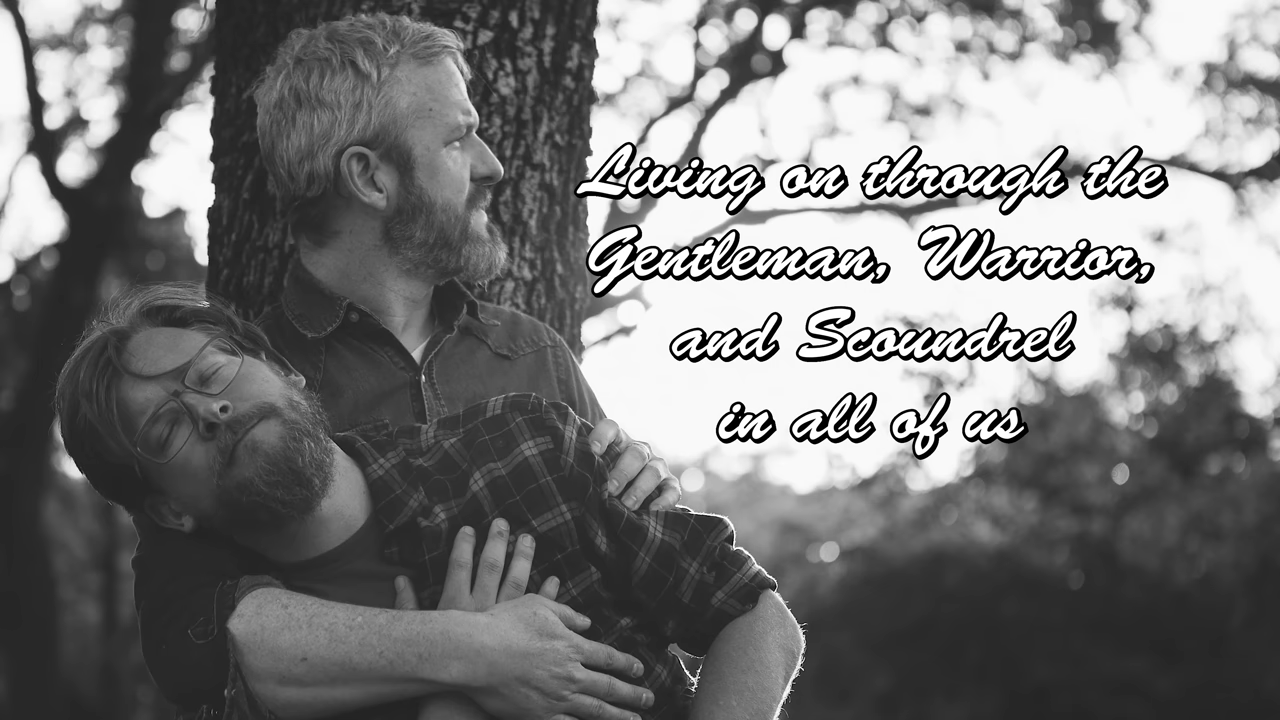 Living on through the
Gentleman, Warrior,
and Scoundrel
in all of us